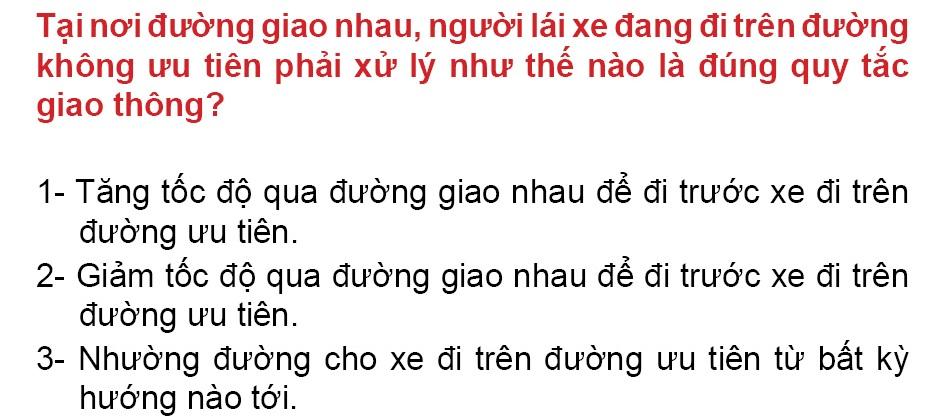 Tại nơi đường giao nhau, người lái xe đang đi trên đường
không ưu tiên phải xử lý như thế nào là đúng quy tắc
giao thông?
1- Tăng tốc độ qua đường giao nhau để đi trước xe đi trên
đường ưu tiên.
2- Giảm tốc độ qua đường giao nhau để đi trước xe đi trên
đường ưu tiên.
3- Nhường đường cho xe đi trên đường ưu tiên từ bất kỳ
hướng nào tới.